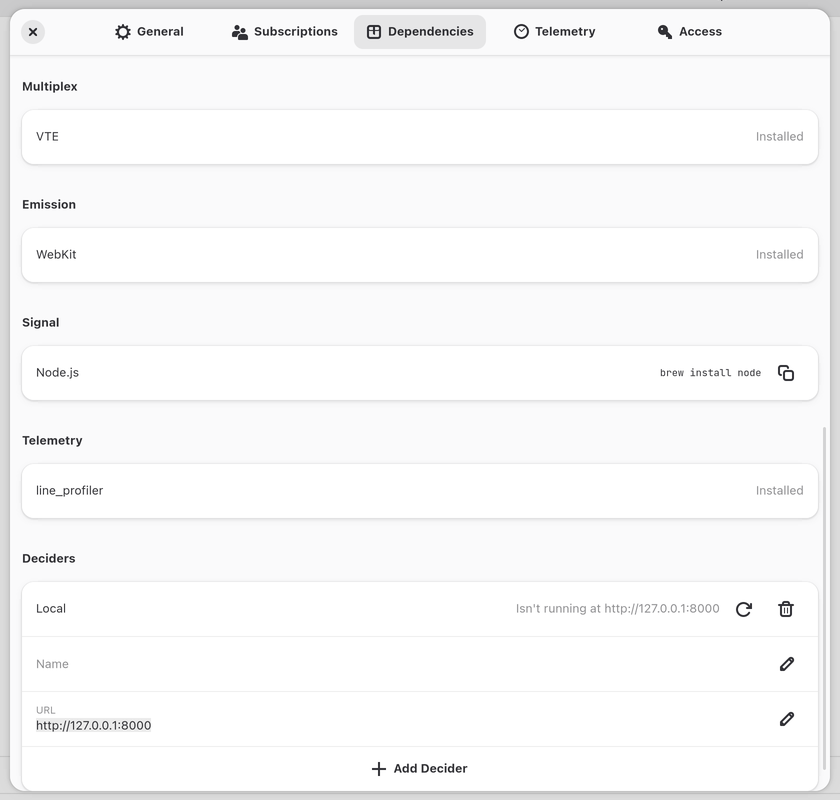 General
Subscriptions
Dependencies
Telemetry
Access
Multiplex
VTE
Installed
Emission
WebKit
Installed
Signal
Node.js
brew install node
Telemetry
line_profiler
Installed
Deciders
Local
Isn't running at http://127.0.0.1:8000
Name
URL
http://127.0.0.1:8000
Add Decider